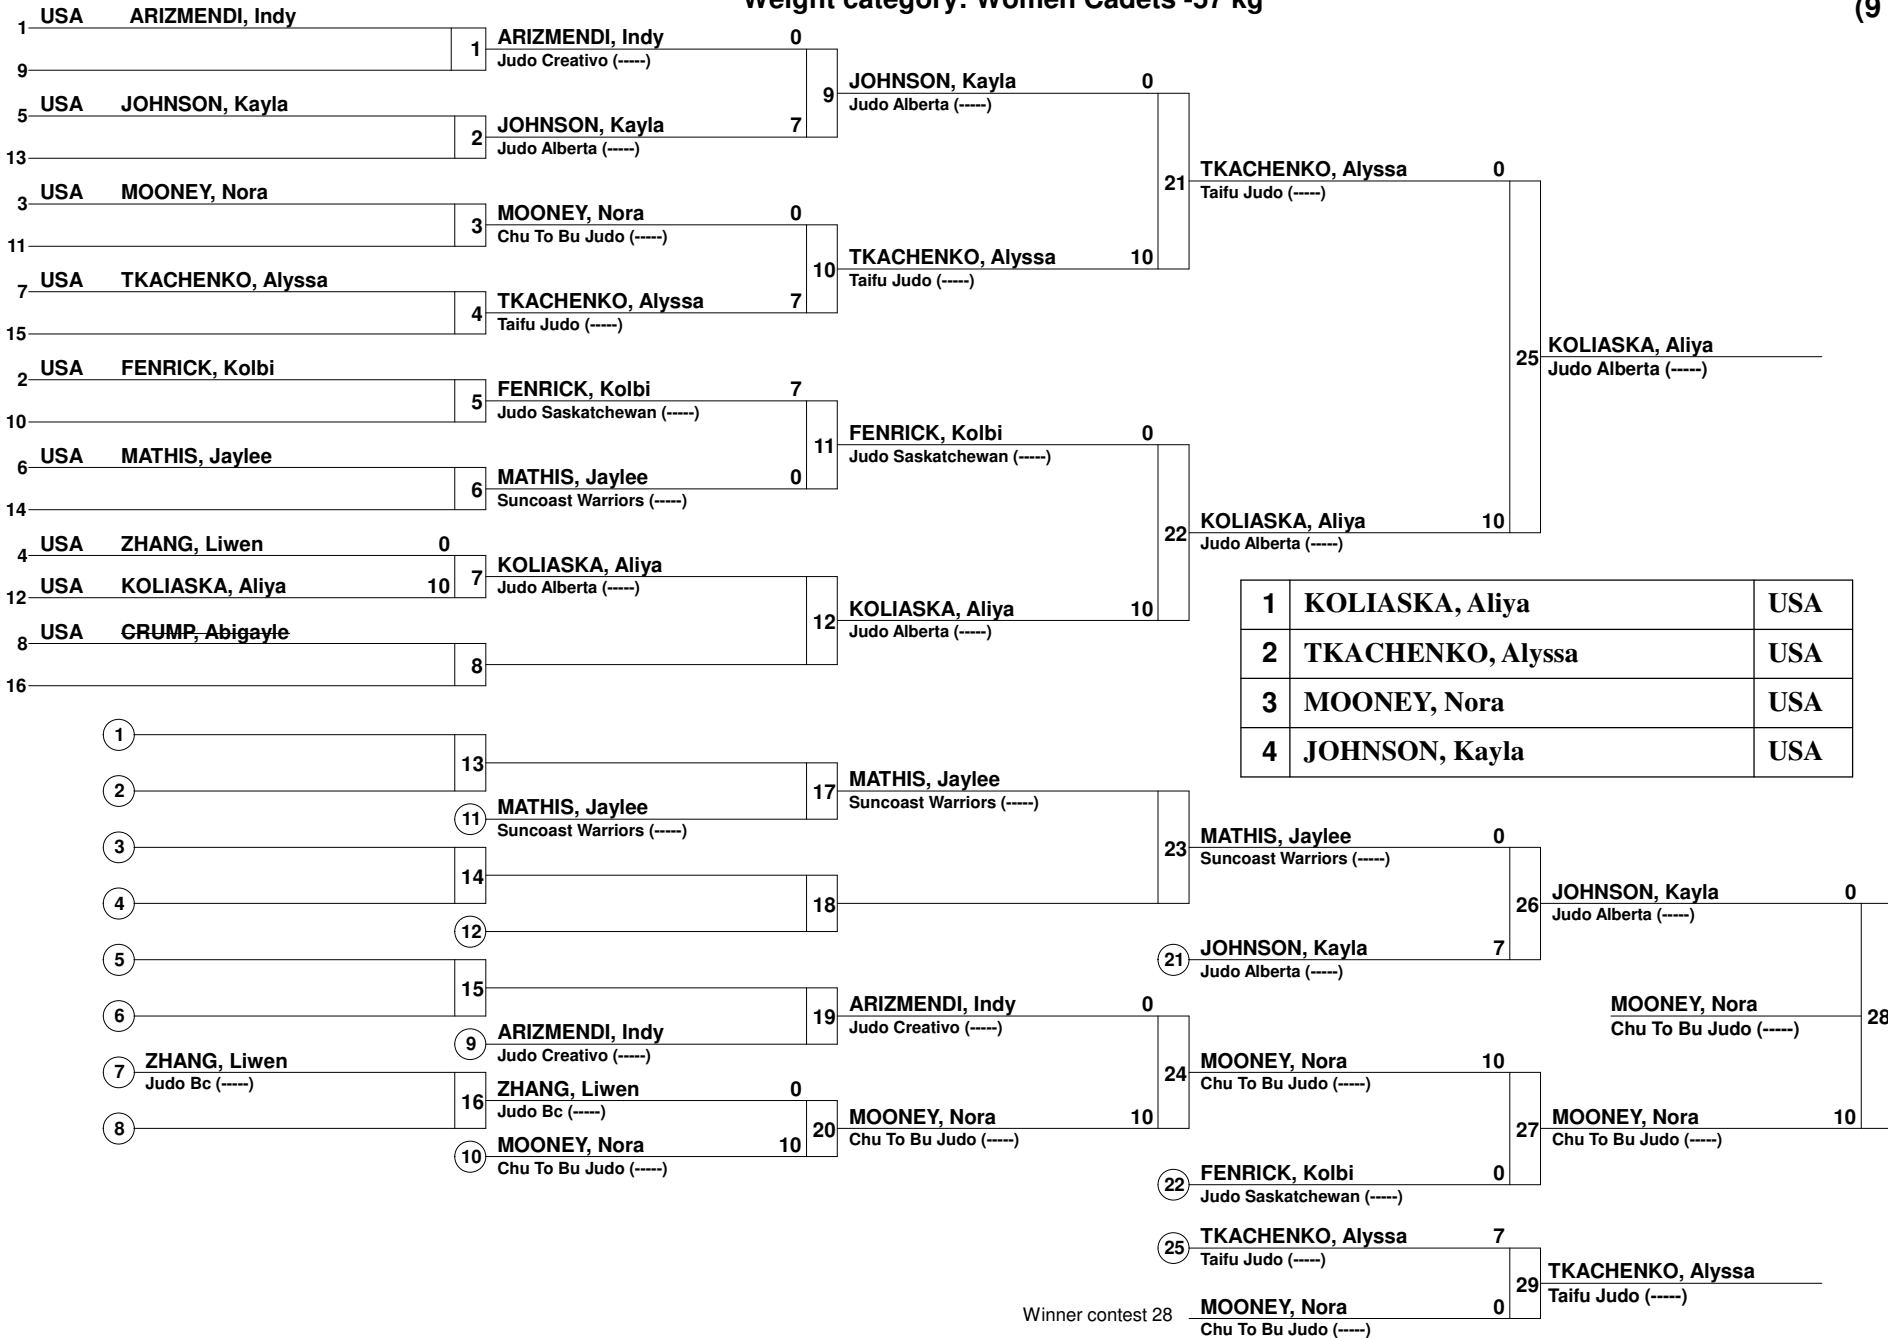 Weight category: Women Cadets -57 kg
(9
1 USA ARIZMENDI, Indy
9
5 USA JOHNSON, Kayla
13
3 USA MOONEY, Nora
11
7 USA TKACHENKO, Alyssa
15
2 USA FENRICK, Kolbi
10
6 USA MATHIS, Jaylee
14
4 USA ZHANG, Liwen 0
12 USA KOLIASKA, Aliya 10
8 USA CRUMP, Abigayle
16
1 ARIZMENDI, Indy 0
Judo Creativo (-----)
2 JOHNSON, Kayla 7
Judo Alberta (-----)
3 MOONEY, Nora 0
Chu To Bu Judo (-----)
4 TKACHENKO, Alyssa 7
Taifu Judo (-----)
5 FENRICK, Kolbi 7
Judo Saskatchewan (-----)
6 MATHIS, Jaylee 0
Suncoast Warriors (-----)
7 KOLIASKA, Aliya
Judo Alberta (-----)
8
9 JOHNSON, Kayla 0
Judo Alberta (-----)
10 TKACHENKO, Alyssa 10
Taifu Judo (-----)
11 FENRICK, Kolbi 0
Judo Saskatchewan (-----)
12 KOLIASKA, Aliya 10
Judo Alberta (-----)
21 TKACHENKO, Alyssa 0
Taifu Judo (-----)
22 KOLIASKA, Aliya 10
Judo Alberta (-----)
25 KOLIASKA, Aliya
Judo Alberta (-----)
1 KOLIASKA, Aliya USA
2 TKACHENKO, Alyssa USA
3 MOONEY, Nora USA
4 JOHNSON, Kayla USA
1
2
3
4
5
6
7 ZHANG, Liwen
Judo Bc (-----)
8
13
11 MATHIS, Jaylee
Suncoast Warriors (-----)
14
12
15
9 ARIZMENDI, Indy
Judo Creativo (-----)
16 ZHANG, Liwen 0
Judo Bc (-----)
10 MOONEY, Nora 10
Chu To Bu Judo (-----)
17 MATHIS, Jaylee
Suncoast Warriors (-----)
18
19 ARIZMENDI, Indy 0
Judo Creativo (-----)
20 MOONEY, Nora 10
Chu To Bu Judo (-----)
23 MATHIS, Jaylee 0
Suncoast Warriors (-----)
21 JOHNSON, Kayla 7
Judo Alberta (-----)
24 MOONEY, Nora 10
Chu To Bu Judo (-----)
22 FENRICK, Kolbi 0
Judo Saskatchewan (-----)
26 JOHNSON, Kayla 0
Judo Alberta (-----)
27 MOONEY, Nora 10
Chu To Bu Judo (-----)
MOONEY, Nora 28
Chu To Bu Judo (-----)
25 TKACHENKO, Alyssa 7
Taifu Judo (-----)
Winner contest 28 MOONEY, Nora 0
Chu To Bu Judo (-----)
29 TKACHENKO, Alyssa
Taifu Judo (-----)